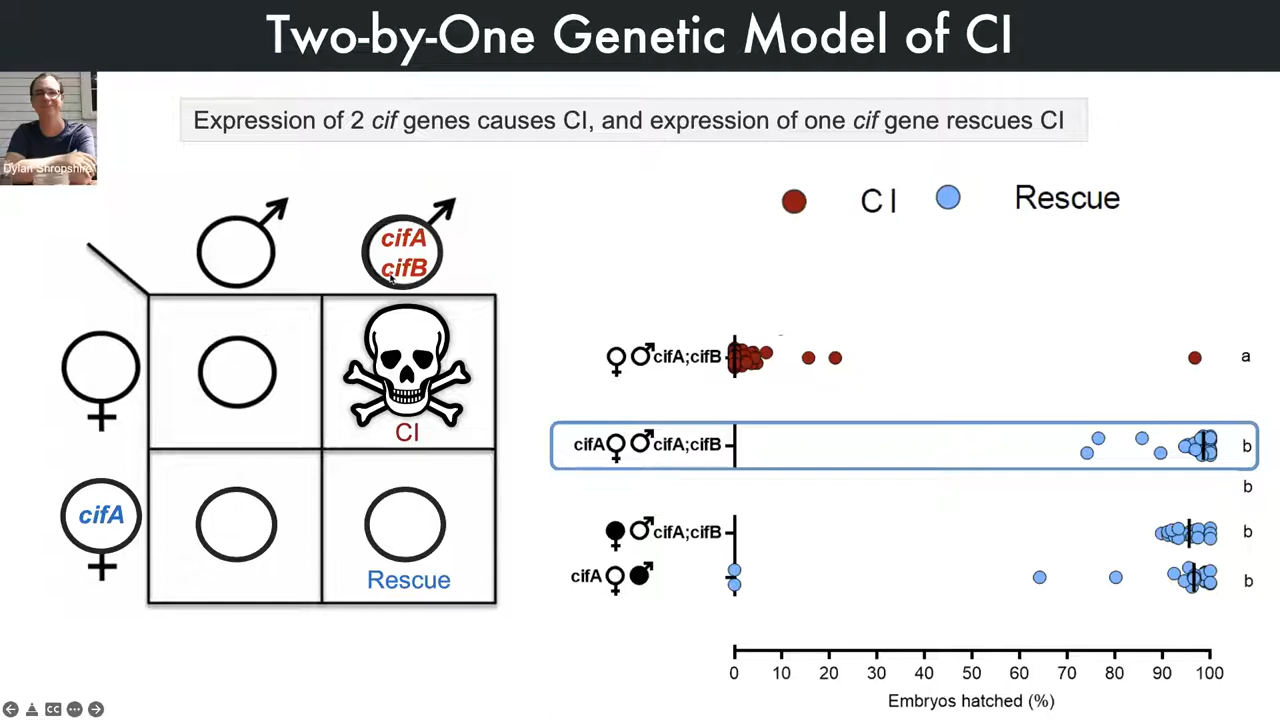 Two-by-One Genetic Model of CI
Dylan Shropshire
Expression of 2 cif genes causes CI, and expression of one cif gene rescues CI
cifA
cifB
CI
cifA
Rescue
CI
Rescue
cifA;cifB
a
cifA
cifA;cifB
b
b
cifA;cifB
b
cifA
b
0 10 20 30 40 50 60 70 80 90 100
Embryos hatched (%)
CC